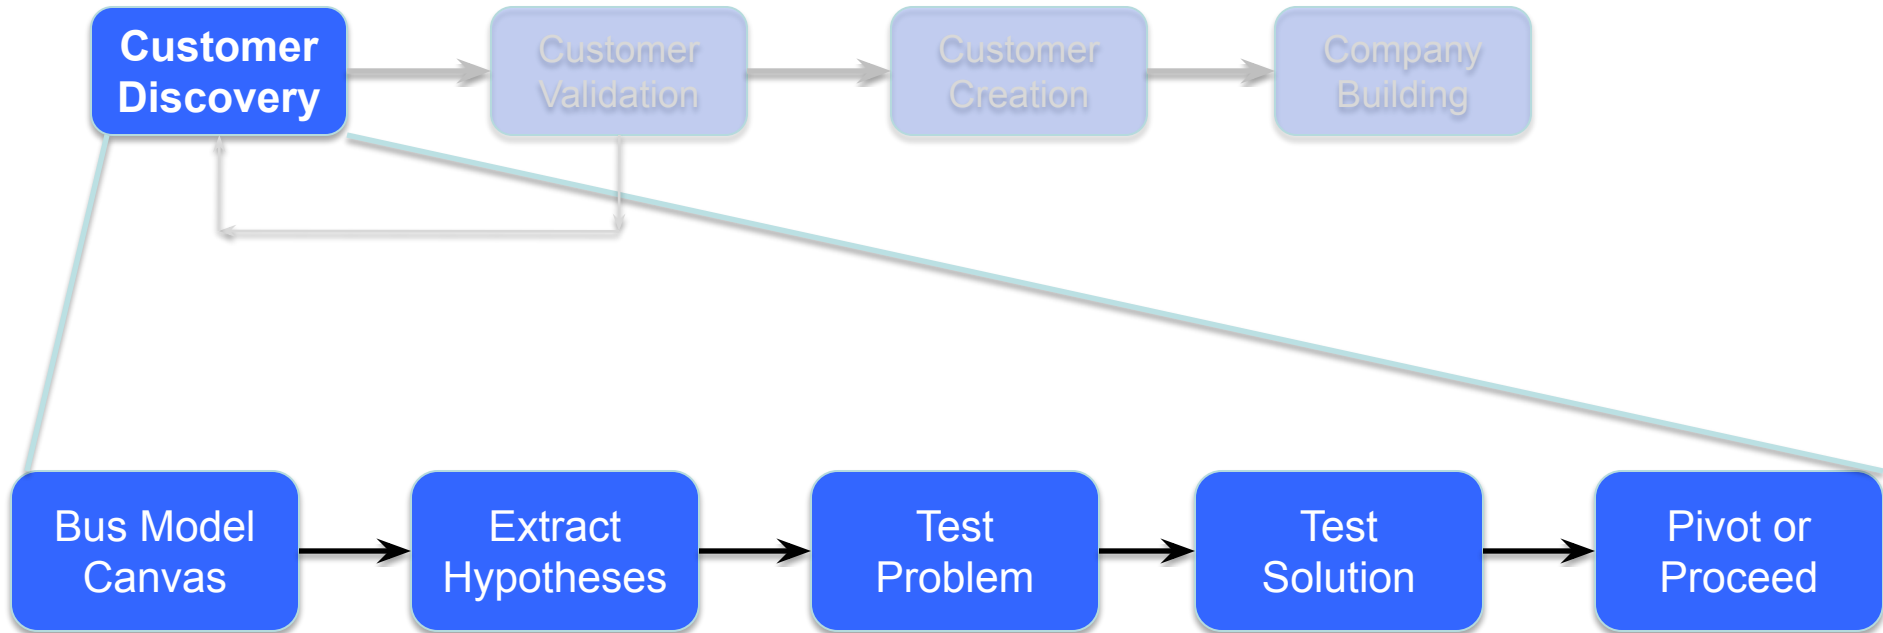 Customer
Discovery
Customer
Validation
Customer
Creation
Company
Building
Bus Model
Canvas
Extract
Hypotheses
Test
Problem
Test
Solution
Pivot or
Proceed